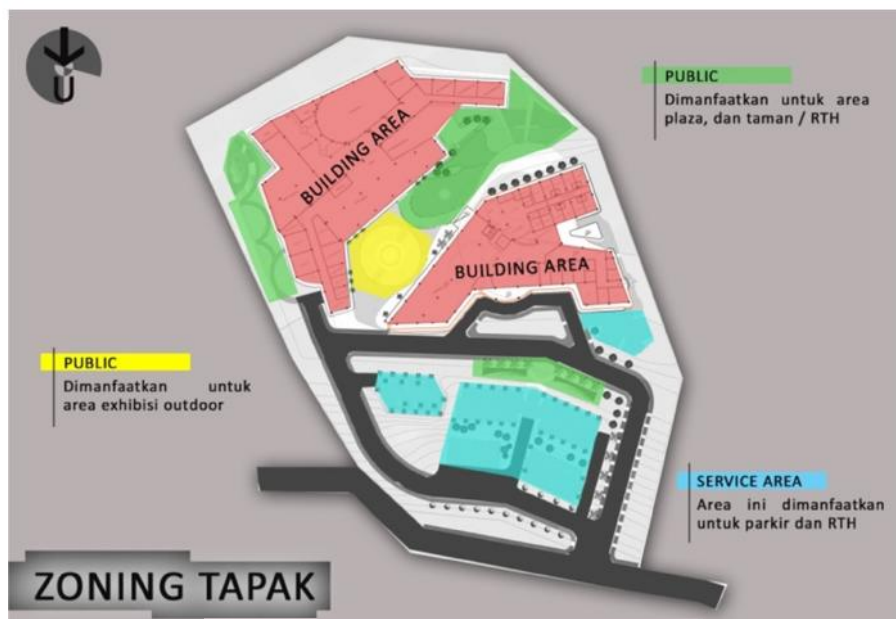 U
PUBLIC
Dimanfaatkan untuk area
plaza, dan taman / RTH
BUILDING AREA
BUILDING AREA
PUBLIC
Dimanfaatkan untuk
area exhibisi outdoor
SERVICE AREA
Area ini dimanfaatkan
untuk parkir dan RTH
ZONING TAPAK